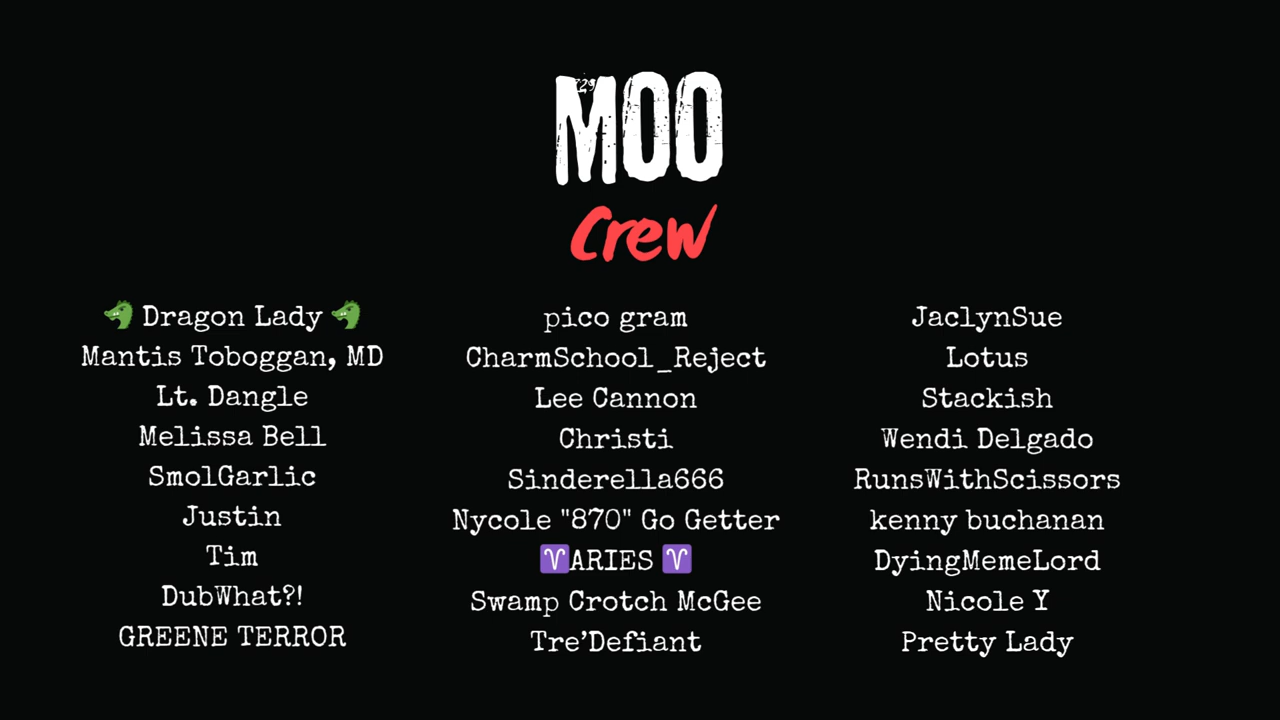 MOO
Crew
🐲 Dragon Lady 🐲
Mantis Toboggan, MD
Lt. Dangle
Melissa Bell
SmolGarlic
Justin
Tim
DubWhat?!
GREENE TERROR
pico gram
CharmSchool_Reject
Lee Cannon
Christi
Sinderella666
Nycole "870" Go Getter
♈ARIES ♈
Swamp Crotch McGee
Tre’Defiant
JaclynSue
Lotus
Stackish
Wendi Delgado
RunsWithScissors
kenny buchanan
DyingMemeLord
Nicole Y
Pretty Lady